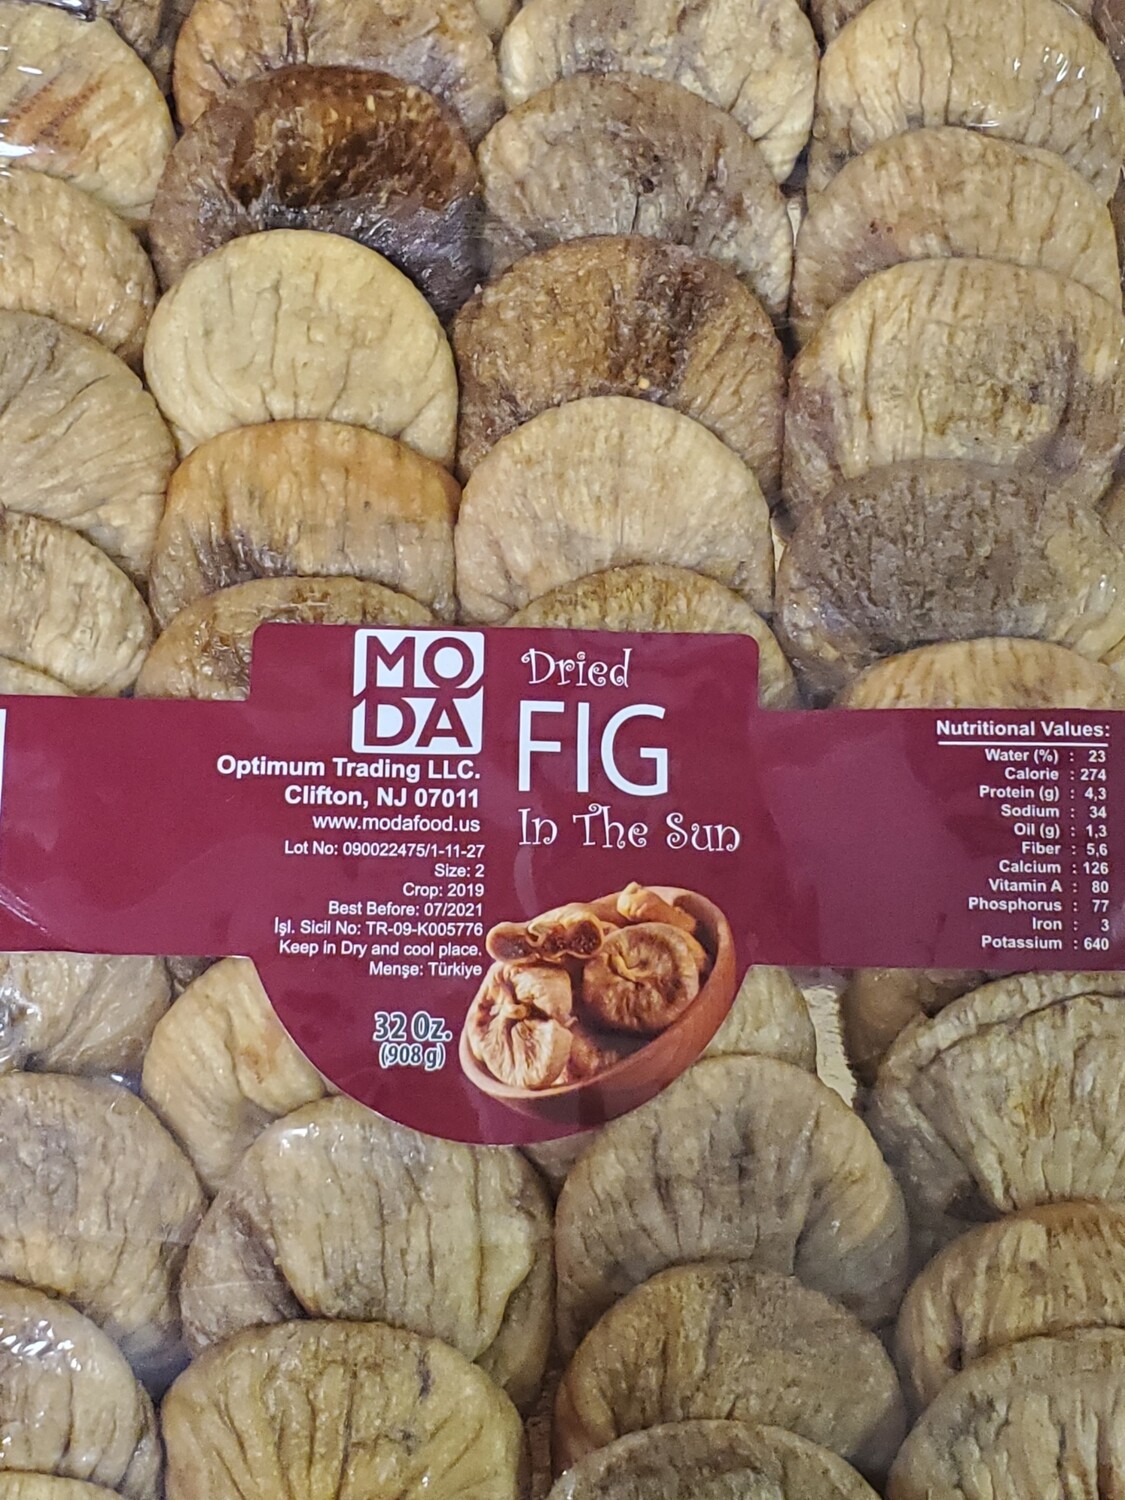 MO
DA
Optimum Trading LLC.
Clifton, NJ 07011
www.modafood.us
Lot No: 090022475/1-11-27
Size: 2
Crop: 2019
Best Before: 07/2021
İşl. Sicil No: TR-09-K005776
Keep in Dry and cool place.
Menşe: Türkiye
32 Oz.
(908 g)
Dried
FIG
In The Sun
Nutritional Values:
Water (%) : 23
Calorie : 274
Protein (g) : 4,3
Sodium : 34
Oil (g) : 1,3
Fiber : 5,6
Calcium : 126
Vitamin A : 80
Phosphorus : 77
Iron : 3
Potassium : 640